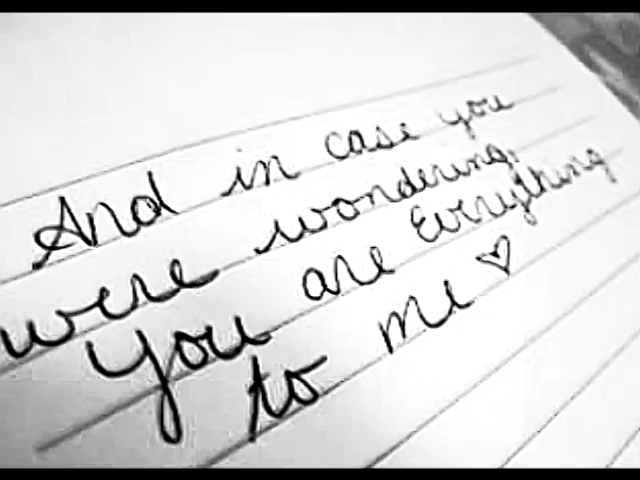 And in case you
were wondering,
You are Everything
to me ♡